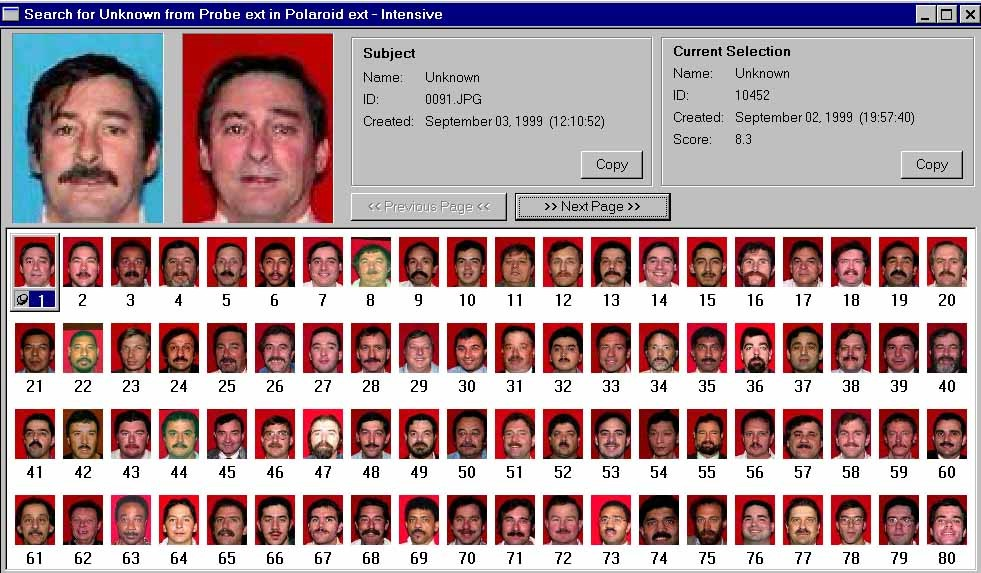 Search for Unknown from Probe ext in Polaroid ext - Intensive
Subject
Name: Unknown
ID: 0091.JPG
Created: September 03, 1999 (12:10:52)
Copy
Current Selection
Name: Unknown
ID: 10452
Created: September 02, 1999 (19:57:40)
Score: 8.3
Copy
<< Previous Page <<
>> Next Page >>
1 2 3 4 5 6 7 8 9 10 11 12 13 14 15 16 17 18 19 20
21 22 23 24 25 26 27 28 29 30 31 32 33 34 35 36 37 38 39 40
41 42 43 44 45 46 47 48 49 50 51 52 53 54 55 56 57 58 59 60
61 62 63 64 65 66 67 68 69 70 71 72 73 74 75 76 77 78 79 80